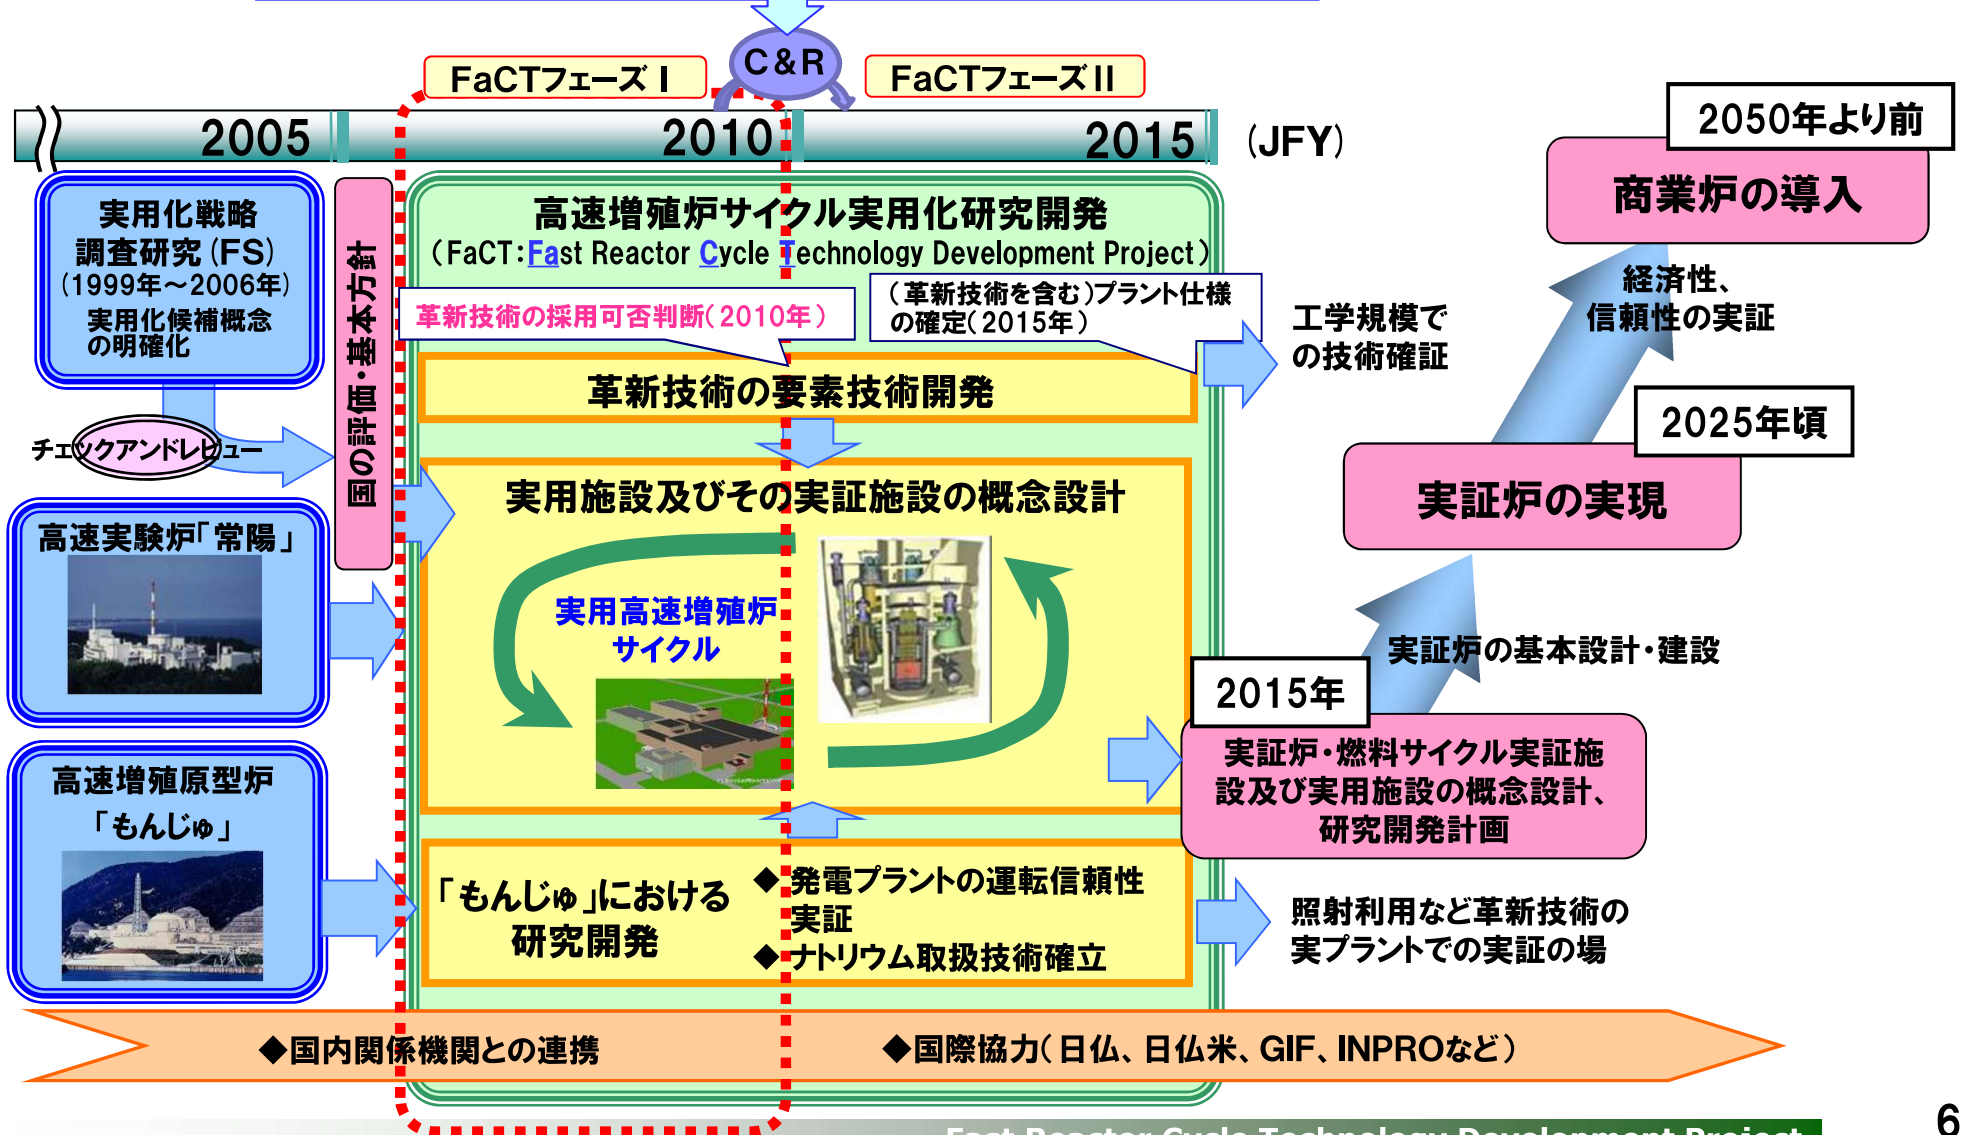 C&R
FaCTフェーズⅠ
FaCTフェーズⅡ
2005
2010
2015
(JFY)
実用化戦略
調査研究(FS)
(1999年～2006年)
実用化候補概念
の明確化
チェックアンドレビュー
国の評価・基本方針
高速実験炉「常陽」
高速増殖原型炉
「もんじゅ」
高速増殖炉サイクル実用化研究開発
(FaCT:Fast Reactor Cycle Technology Development Project)
革新技術の採用可否判断(2010年)
(革新技術を含む)プラント仕様
の確定(2015年)
革新技術の要素技術開発
実用施設及びその実証施設の概念設計
実用高速増殖炉
サイクル
「もんじゅ」における
研究開発
◆発電プラントの運転信頼性
実証
◆ナトリウム取扱技術確立
工学規模で
の技術確証
2050年より前
商業炉の導入
経済性、
信頼性の実証
2025年頃
実証炉の実現
実証炉の基本設計・建設
2015年
実証炉・燃料サイクル実証施
設及び実用施設の概念設計、
研究開発計画
照射利用など革新技術の
実プラントでの実証の場
◆国内関係機関との連携
◆国際協力(日仏、日仏米、GIF、INPROなど)
Fast Reactor Cycle Technology Development Project
6